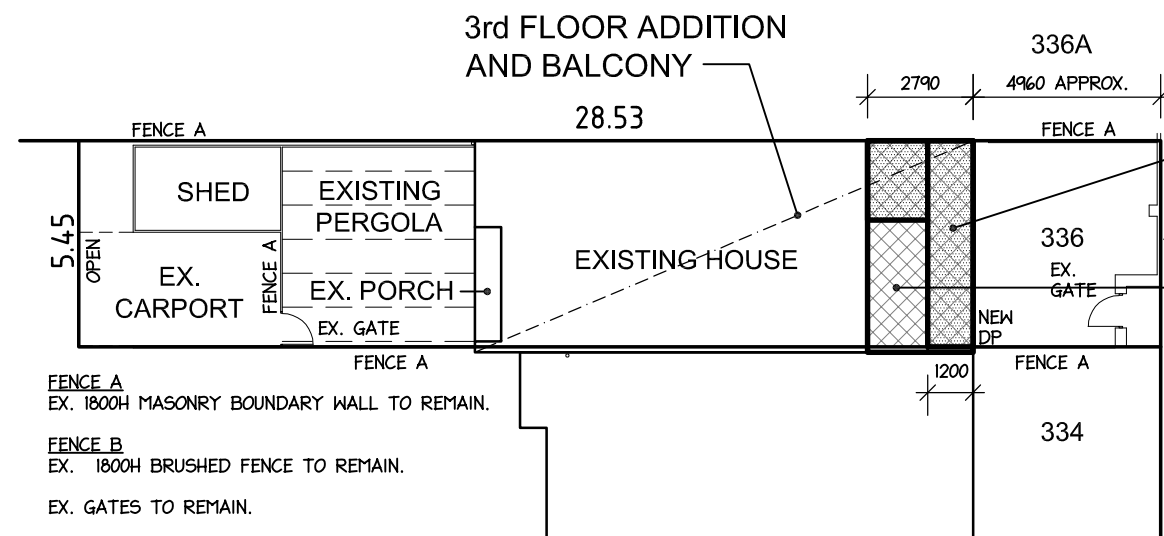 3rd FLOOR ADDITION
AND BALCONY
336A
2790
4960 APPROX.
28.53
FENCE A
FENCE A
5.45
OPEN
SHED
EX.
CARPORT
FENCE A
EXISTING
PERGOLA
EX. PORCH
EX. GATE
EXISTING HOUSE
336
EX.
GATE
NEW
DP
FENCE A
FENCE A
1200
334
FENCE A
EX. 1800H MASONRY BOUNDARY WALL TO REMAIN.
FENCE B
EX. 1800H BRUSHED FENCE TO REMAIN.
EX. GATES TO REMAIN.